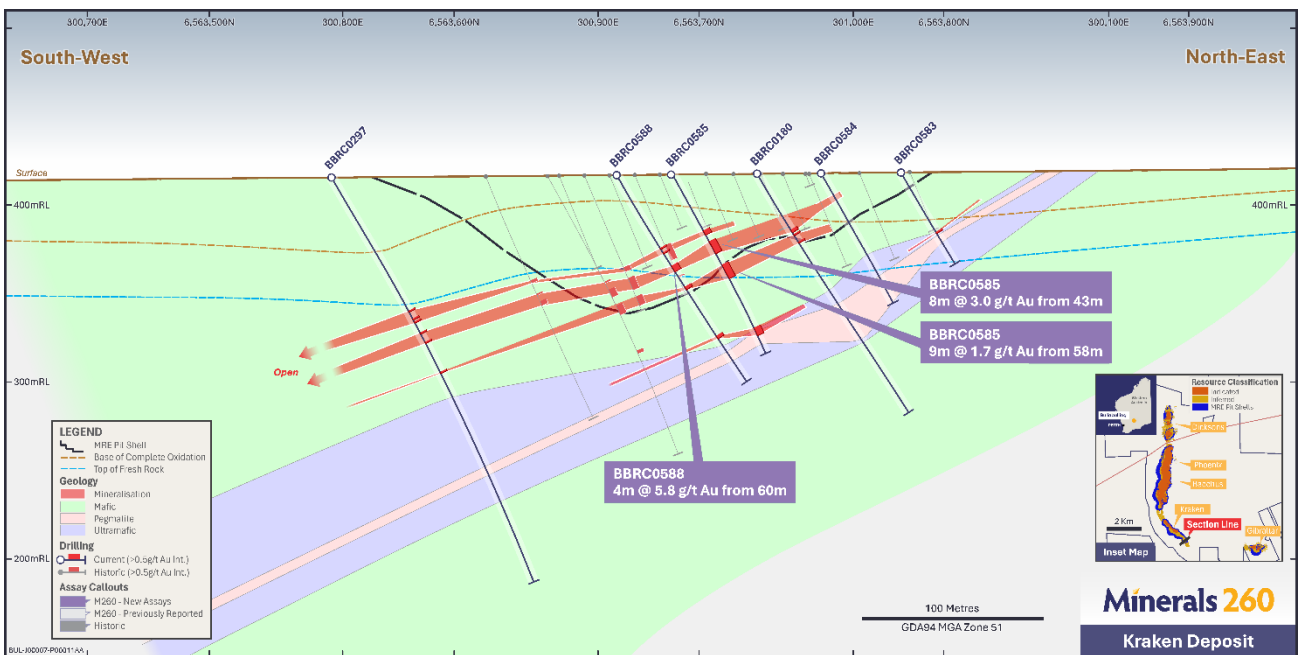 300,700E
6,563,500N
300,800E
6,563,600N
300,900E
6,563,700N
301,000E
6,563,800N
300,100E
6,563,900N
South-West
North-East
BBRC0297
BBRC0588
BBRC0585
BBRC0180
BBRC0584
BBRC0583
Surface
400mRL
400mRL
BBRC0585
8m @ 3.0 g/t Au from 43m
BBRC0585
9m @ 1.7 g/t Au from 58m
Open
300mRL
300mRL
BBRC0588
4m @ 5.8 g/t Au from 60m
200mRL
LEGEND
MRE Pit Shell
Base of Complete Oxidation
Top of Fresh Rock
Geology
Mineralisation
Mafic
Pegmatite
Ultramafic
Drilling
Current (>0.5g/t Au Int.)
Historic (>0.5g/t Au Int.)
Assay Callouts
M260 - New Assays
M260 - Previously Reported
Historic
Resource Classification
Indicated
Inferred
MRE Pit Shells
Phoenix
Kraken
Section Line
Gibraltar
2 Km
Inset Map
100 Metres
GDA94 MGA Zone 51
Minerals 260
Kraken Deposit